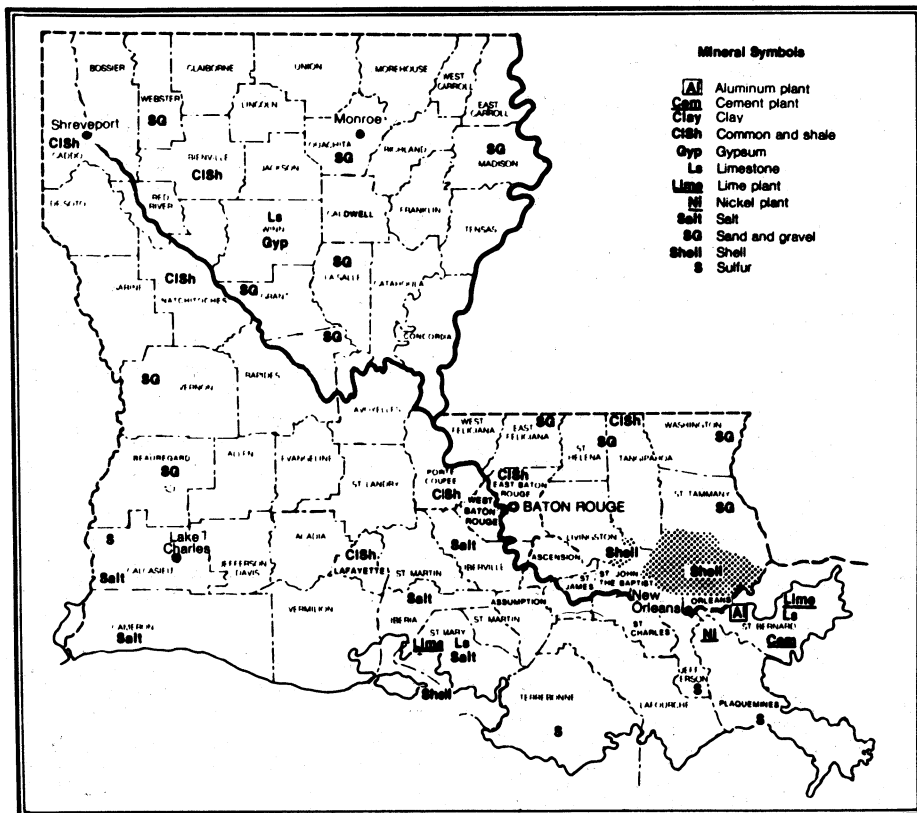 BOSSIER
CLAIBORNE
UNION
MOREHOUSE
WEST
CARROLL
EAST
CARROLL
WEBSTER
SG
LINCOLN
Shreveport
ClSh
CADDO
Monroe
OUACHITA
SG
RICHLAND
SG
MADISON
BIENVILLE
ClSh
JACKSON
DE SOTO
RED
RIVER
Ls
WINN
Gyp
CALDWELL
FRANKLIN
TENSAS
ClSh
NATCHITOCHES
SG
GRANT
SG
LA SALLE
CATAHOULA
SG
CONCORDIA
SG
VERNON
RAPIDES
AVOYELLES
BEAUREGARD
SG
ALLEN
EVANGELINE
ST LANDRY
POINTE
COUPEE
ClSh
WEST
FELICIANA
SG
EAST
FELICIANA
ST
HELENA
SG
ClSh
TANGIPAHOA
WASHINGTON
SG
ClSh
EAST BATON
ROUGE
WEST
BATON
ROUGE
BATON ROUGE
ST TAMMANY
SG
S
Lake
Charles
Salt
CALCASIEU
JEFFERSON
DAVIS
ACADIA
ClSh
LAFAYETTE
ST MARTIN
Salt
Salt
IBERVILLE
ASCENSION
LIVINGSTON
Shell
Shell
ST
JAMES
ST JOHN
THE BAPTIST
New
Orleans
ORLEANS
Al
Lime
Ls
ST BERNARD
Cem
CAMERON
Salt
VERMILION
IBERIA
ST MARY
Lime
Ls
Salt
Shell
ST
MARTIN
ASSUMPTION
ST
CHARLES
Ni
JEFF
ERSON
S
TERREBONNE
S
LAFOURCHE
PLAQUEMINES
S
Mineral Symbols
Al Aluminum plant
Cem Cement plant
Clay Clay
ClSh Common and shale
Gyp Gypsum
Ls Limestone
Lime Lime plant
Ni Nickel plant
Salt Salt
SG Sand and gravel
Shell Shell
S Sulfur